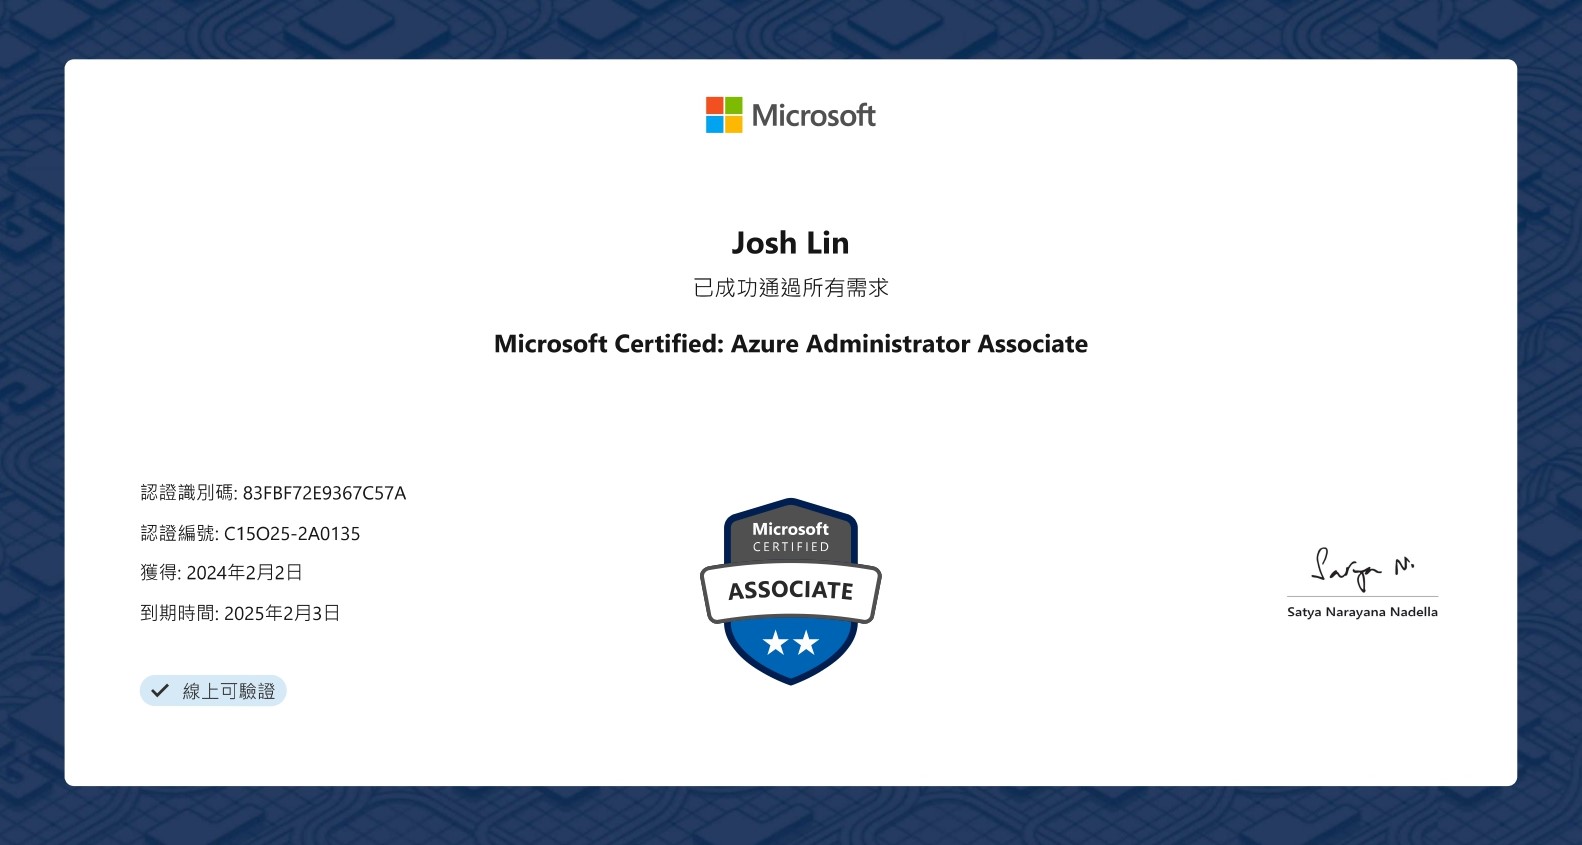 Microsoft
Josh Lin
已成功通過所有需求
Microsoft Certified: Azure Administrator Associate
認證識別碼: 83FBF72E9367C57A
認證編號: C15O25-2A0135
獲得: 2024年2月2日
到期時間: 2025年2月3日
線上可驗證
Microsoft
CERTIFIED
ASSOCIATE
Satya N.
Satya Narayana Nadella